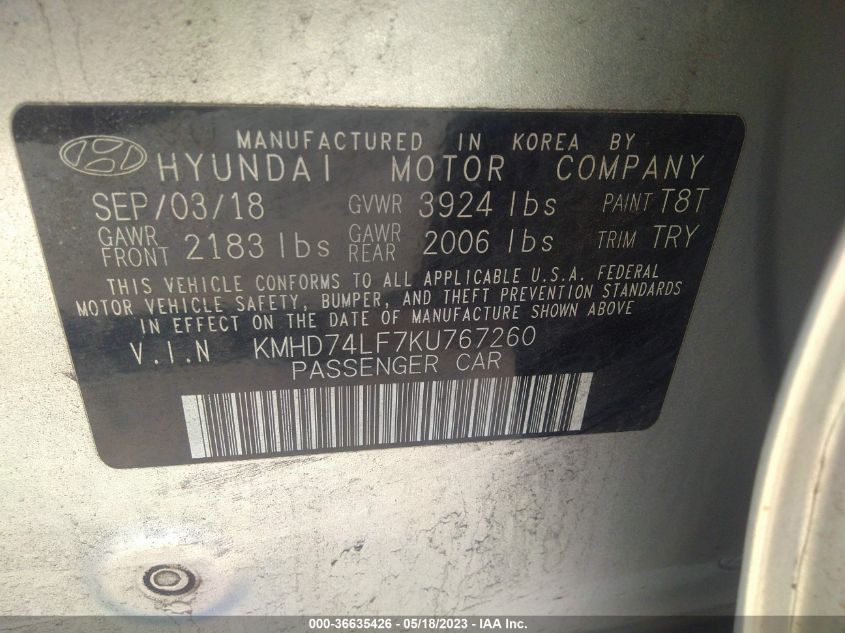 MANUFACTURED IN KOREA BY
HYUNDAI MOTOR COMPANY
SEP/03/18 GVWR 3924 lbs PAINT T8T
GAWR FRONT 2183 lbs GAWR REAR 2006 lbs TRIM TRY
THIS VEHICLE CONFORMS TO ALL APPLICABLE U.S.A. FEDERAL
MOTOR VEHICLE SAFETY, BUMPER, AND THEFT PREVENTION STANDARDS
IN EFFECT ON THE DATE OF MANUFACTURE SHOWN ABOVE
V.I.N KMHD74LF7KU767260
PASSENGER CAR
000-36635426 - 05/18/2023 - IAA Inc.